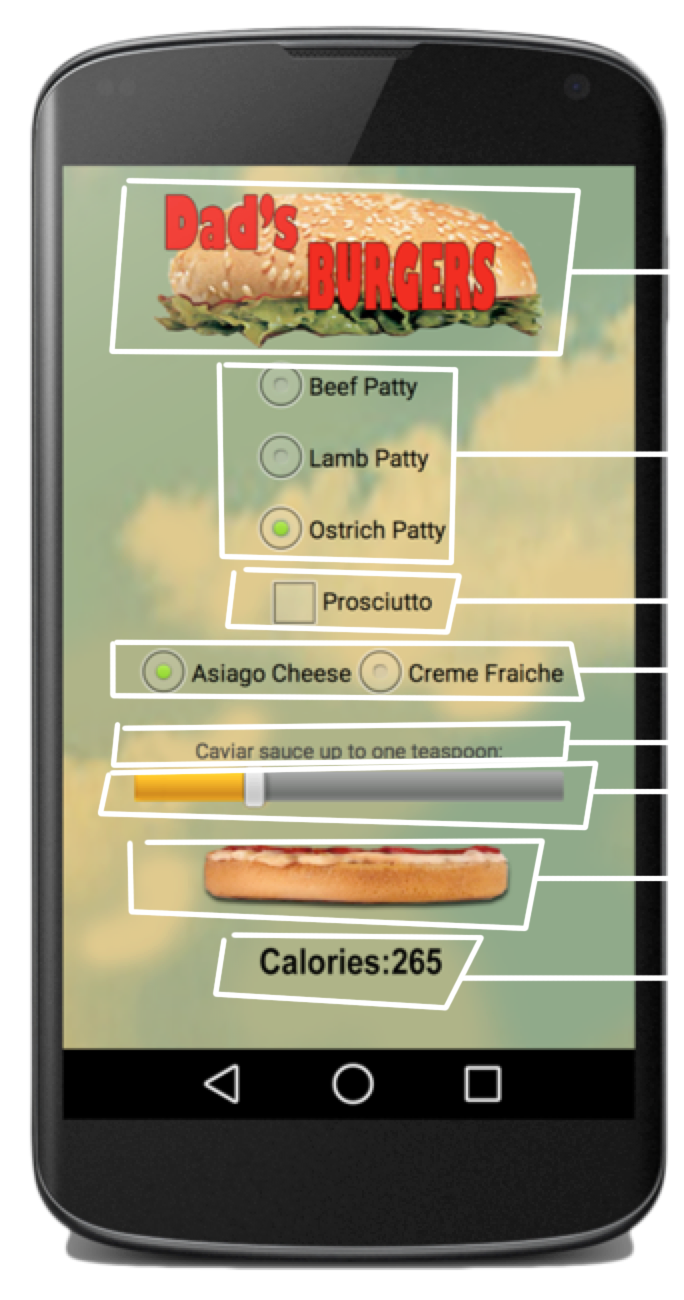 Dad's
BURGERS
Beef Patty
Lamb Patty
Ostrich Patty
Prosciutto
Asiago Cheese Creme Fraiche
Caviar sauce up to one teaspoon:
Calories:265